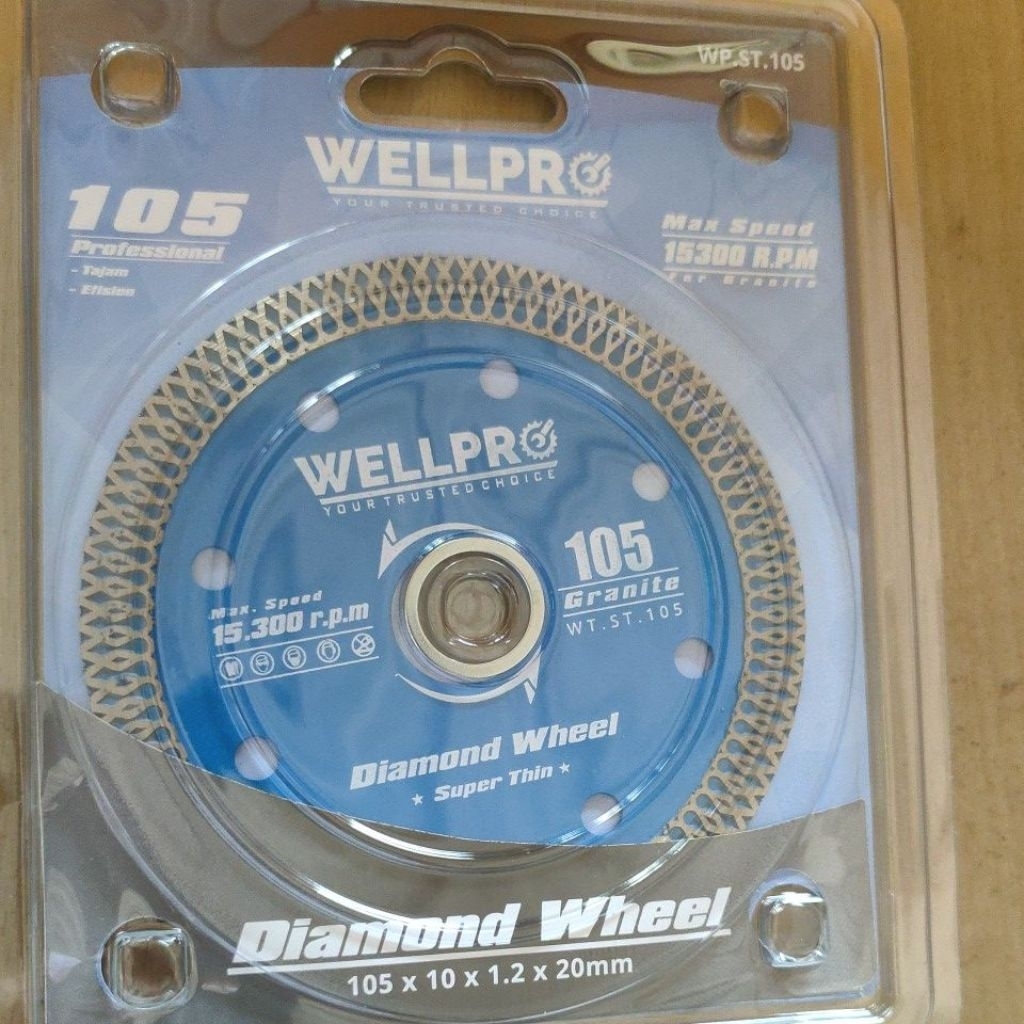 WP.ST.105
WELLPRO
YOUR TRUSTED CHOICE
105
Professional
- Tajam
- Efisien
Max Speed
15300 R.P.M
For Granite
WELLPRO
YOUR TRUSTED CHOICE
105
Granite
WT.ST.105
Max. Speed
15.300 r.p.m
Diamond Wheel
★ Super Thin ★
Diamond Wheel
105 x 10 x 1.2 x 20mm